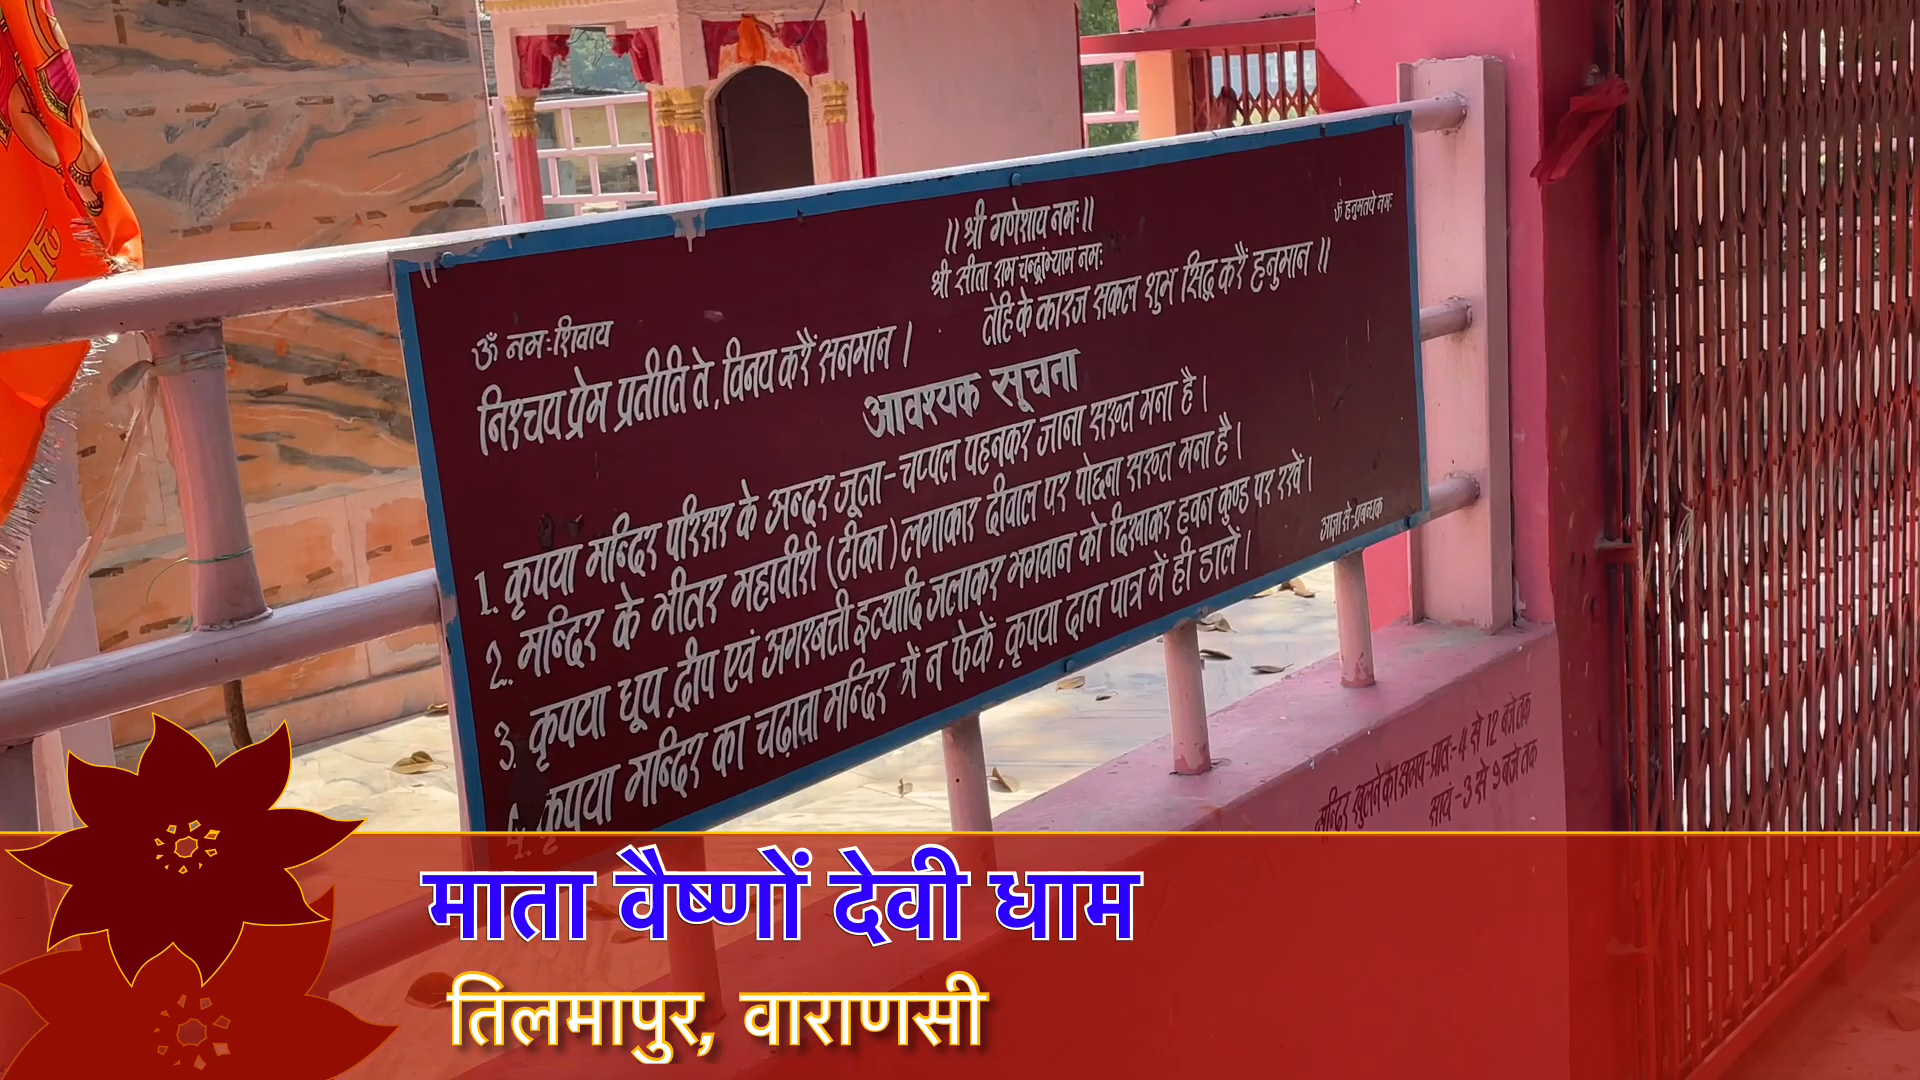 ॥ श्री गणेशाय नमः॥
ॐ हनुमतये नमः
श्री सीता राम चन्द्राभ्याम नमः
ॐ नमः शिवाय
निश्चय प्रेम प्रतीति ते, विनय करैं सनमान । तेहि के कारज सकल शुभ सिद्ध करैं हनुमान ॥
आवश्यक सूचना
1. कृपया मन्दिर परिसर के अन्दर जूता-चप्पल पहनकर जाना सख्त मना है।
2. मन्दिर के भीतर महावीरी (टीका) लगाकार दीवाल पर पोछना सख्त मना है।
3. कृपया धूप, दीप एवं अगरबत्ती इत्यादि जलाकर भगवान को दिखाकर हवन कुण्ड पर रखें।
4. कृपया मन्दिर का चढ़ावा मन्दिर में न फेकें, कृपया दान पात्र में ही डालें।
आज्ञा से-प्रबन्धक
मन्दिर खुलने का समय-प्रातः-4 से 12 बजे तक
सायं -3 से 9 बजे तक
माता वैष्णों देवी धाम
तिलमापुर, वाराणसी